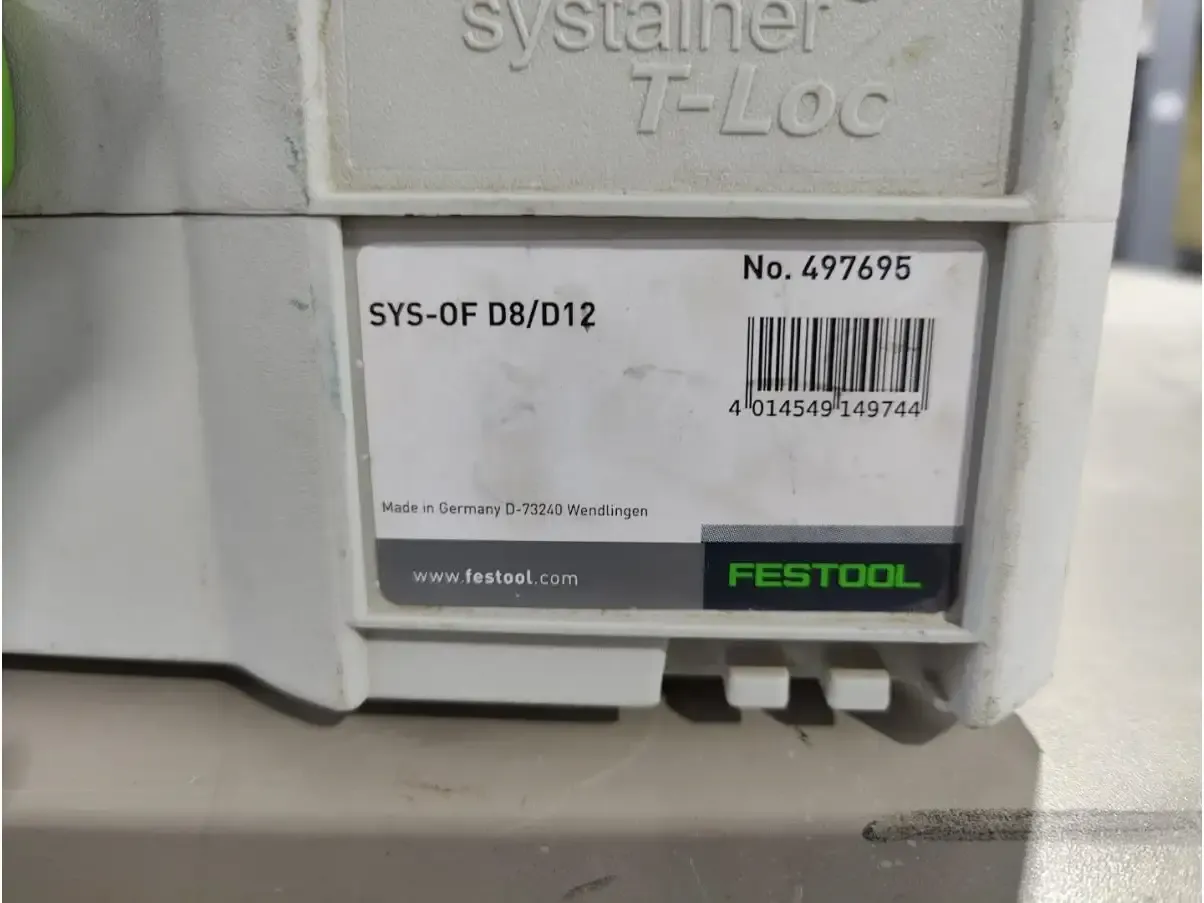 systainer
T-Loc
No. 497695
SYS-OF D8/D12
4 014549 149744
Made in Germany D-73240 Wendlingen
www.festool.com
FESTOOL